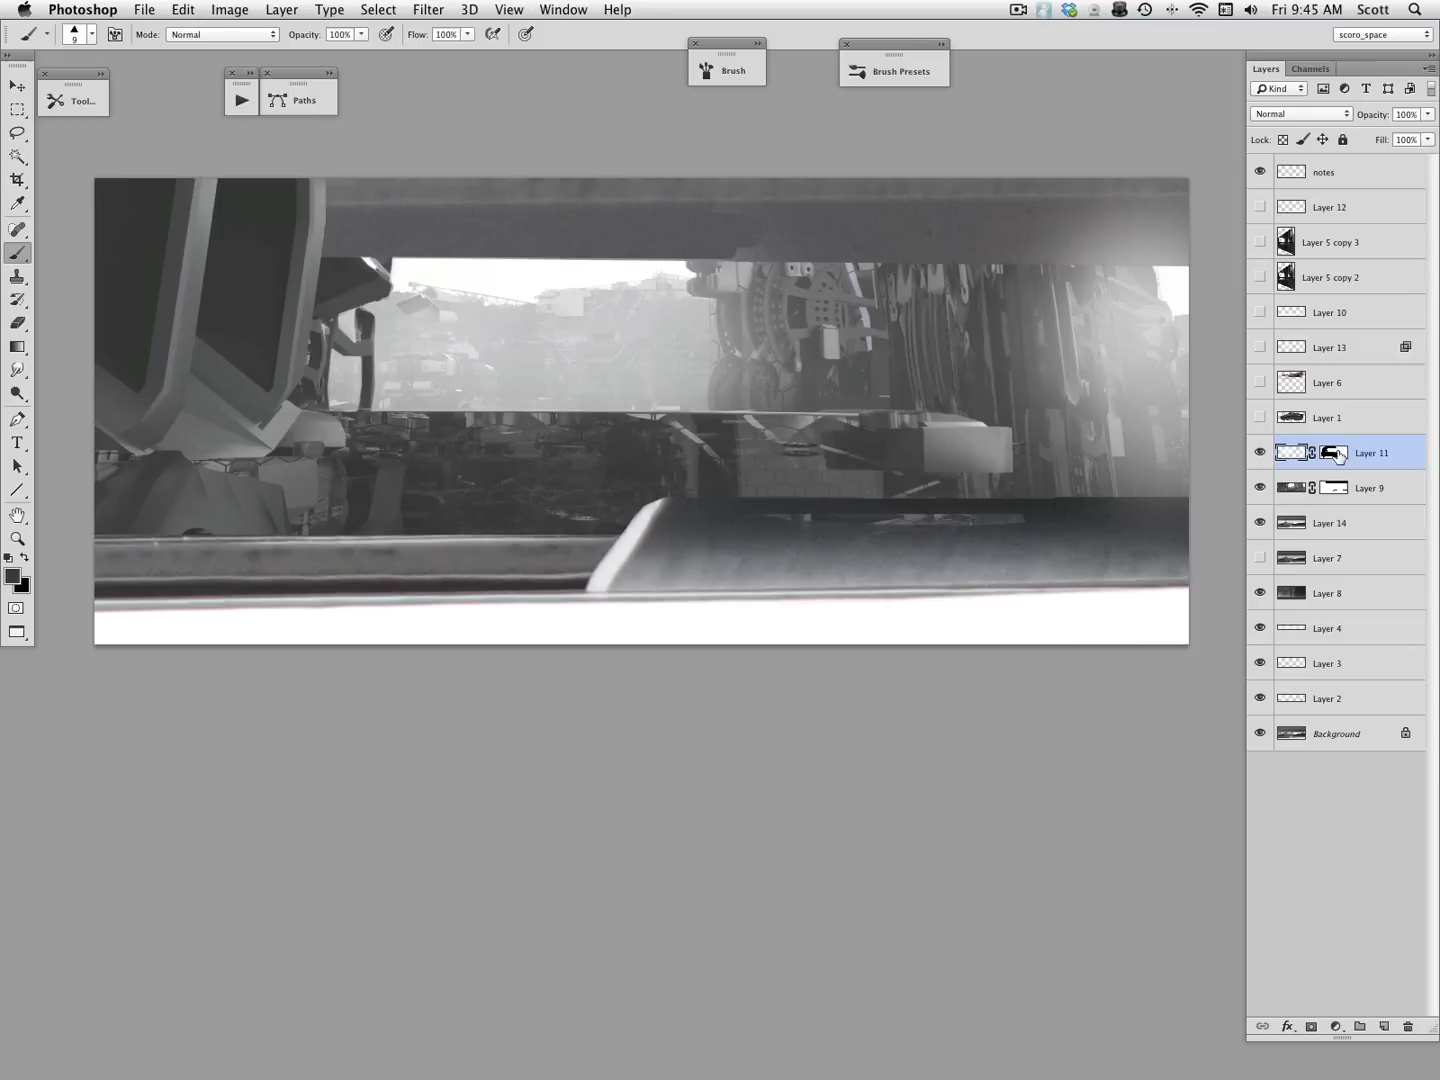 Photoshop File Edit Image Layer Type Select Filter 3D View Window Help Fri 9:45 AM Scott
9 Mode: Normal Opacity: 100% Flow: 100% scoro_space
Tool... Paths Brush Brush Presets
Layers Channels
Kind T
Normal Opacity: 100%
Lock: Fill: 100%
notes
Layer 12
Layer 5 copy 3
Layer 5 copy 2
Layer 10
Layer 13
Layer 6
Layer 1
Layer 11
Layer 9
Layer 14
Layer 7
Layer 8
Layer 4
Layer 3
Layer 2
Background
fx